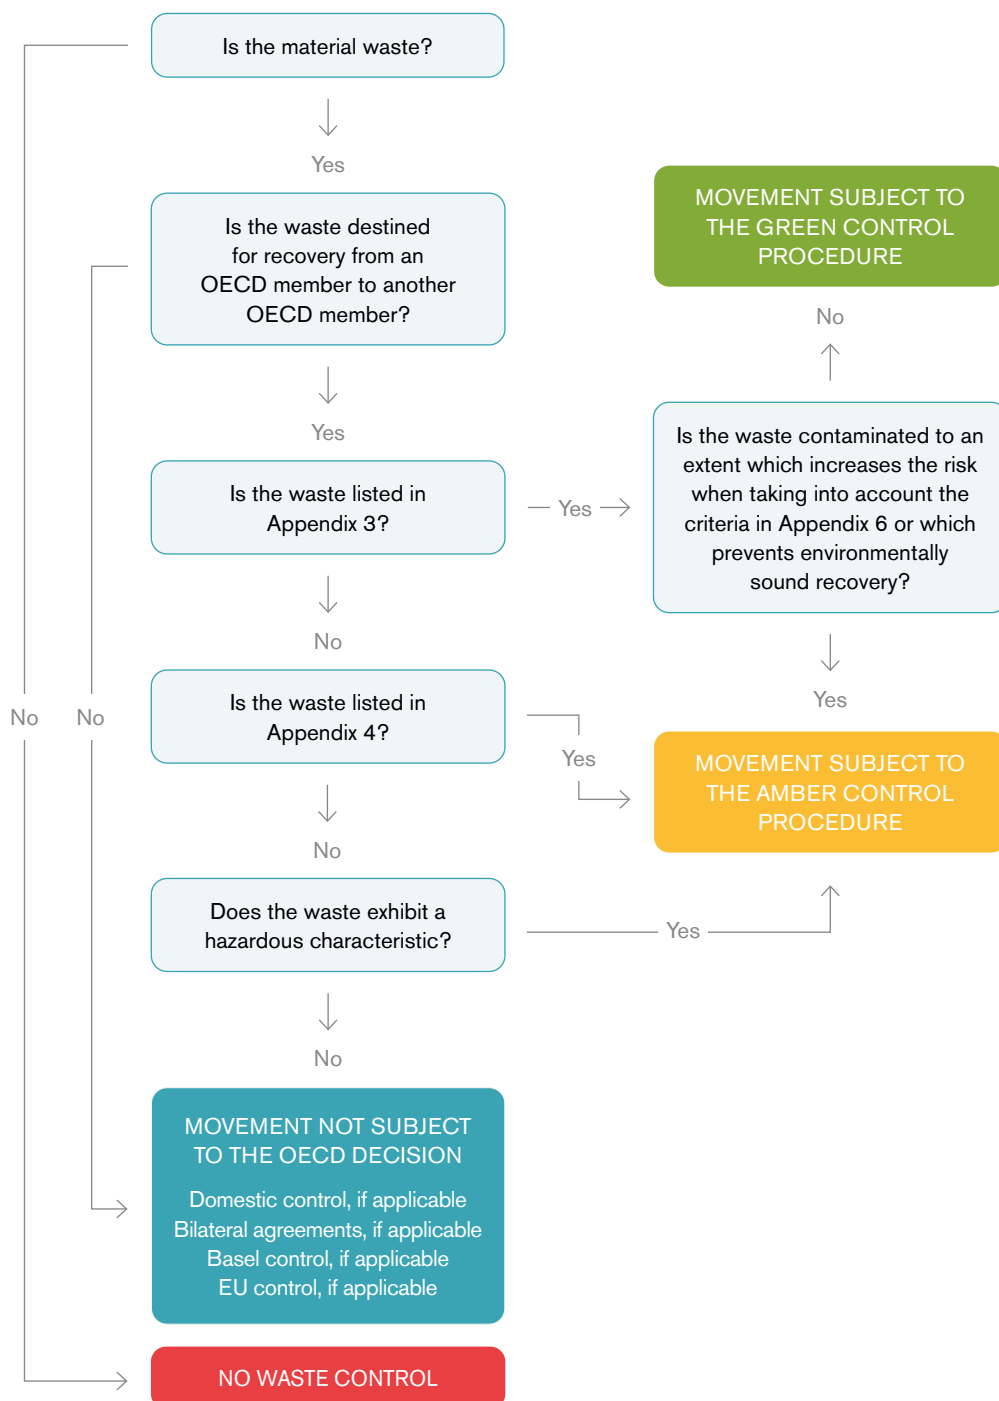 Is the material waste?
Yes
Is the waste destined
for recovery from an
OECD member to another
OECD member?
Yes
Is the waste listed in
Appendix 3?
Yes
Is the waste contaminated to an
extent which increases the risk
when taking into account the
criteria in Appendix 6 or which
prevents environmentally
sound recovery?
No
MOVEMENT SUBJECT TO
THE GREEN CONTROL
PROCEDURE
Yes
MOVEMENT SUBJECT TO
THE AMBER CONTROL
PROCEDURE
No
Is the waste listed in
Appendix 4?
Yes
No
Does the waste exhibit a
hazardous characteristic?
Yes
No
No
No
MOVEMENT NOT SUBJECT
TO THE OECD DECISION
Domestic control, if applicable
Bilateral agreements, if applicable
Basel control, if applicable
EU control, if applicable
NO WASTE CONTROL